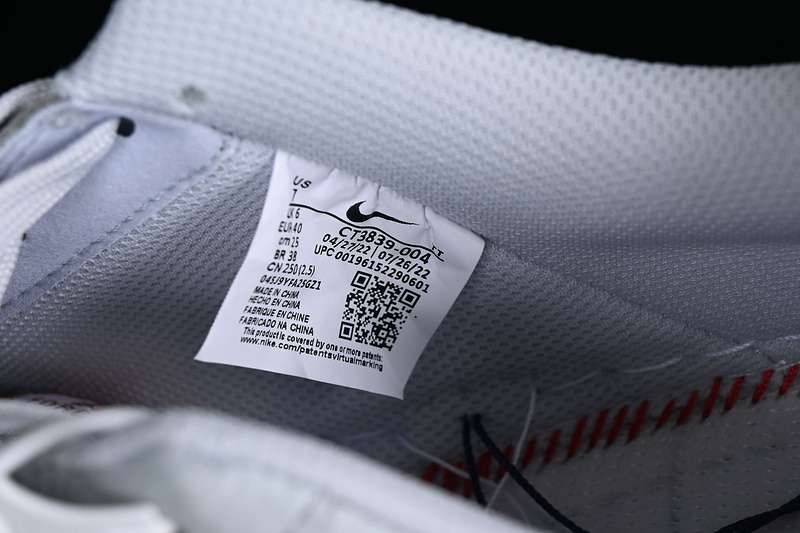 US
7
UK 6
EUR 40
cm 25
BR 38
CN 250(2.5)
CT3839-004
04/27/22 | 07/26/22
UPC 00196152290601
04SJ9YFA25GZ1
MADE IN CHINA
HECHO EN CHINA
FABRIQUE EN CHINE
FABRICADO NA CHINA
This product is covered by one or more patents:
www.nike.com/patentsvirtualmarking